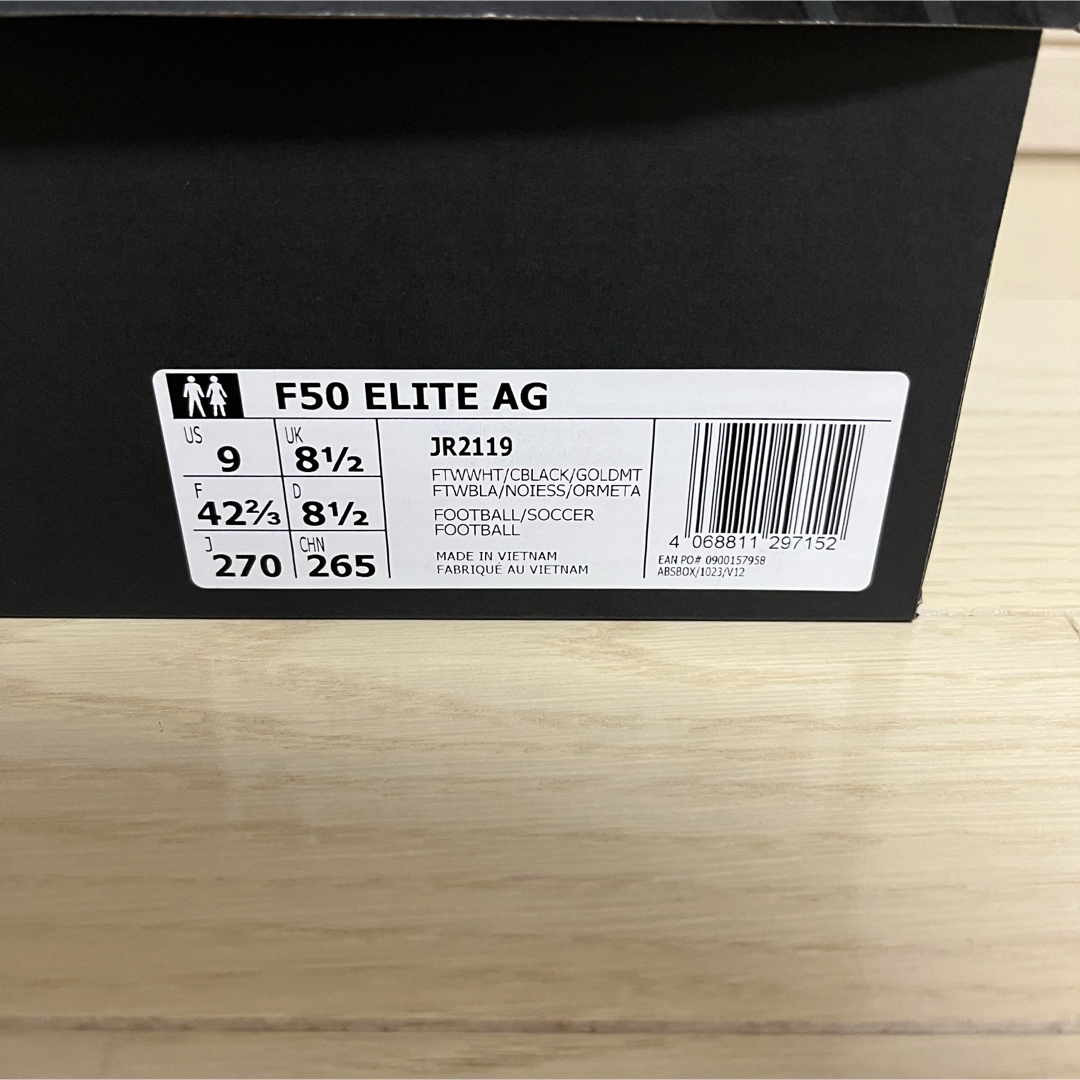 F50 ELITE AG
US 9
UK 8½
F 42⅔
D 8½
J 270
CHN 265
JR2119
FTWWHT/CBLACK/GOLDMT
FTWBLA/NOIESS/ORMETA
FOOTBALL/SOCCER
FOOTBALL
MADE IN VIETNAM
FABRIQUÉ AU VIETNAM
4 068811 297152
EAN PO# 0900157958
ABSBOX/1023/V12